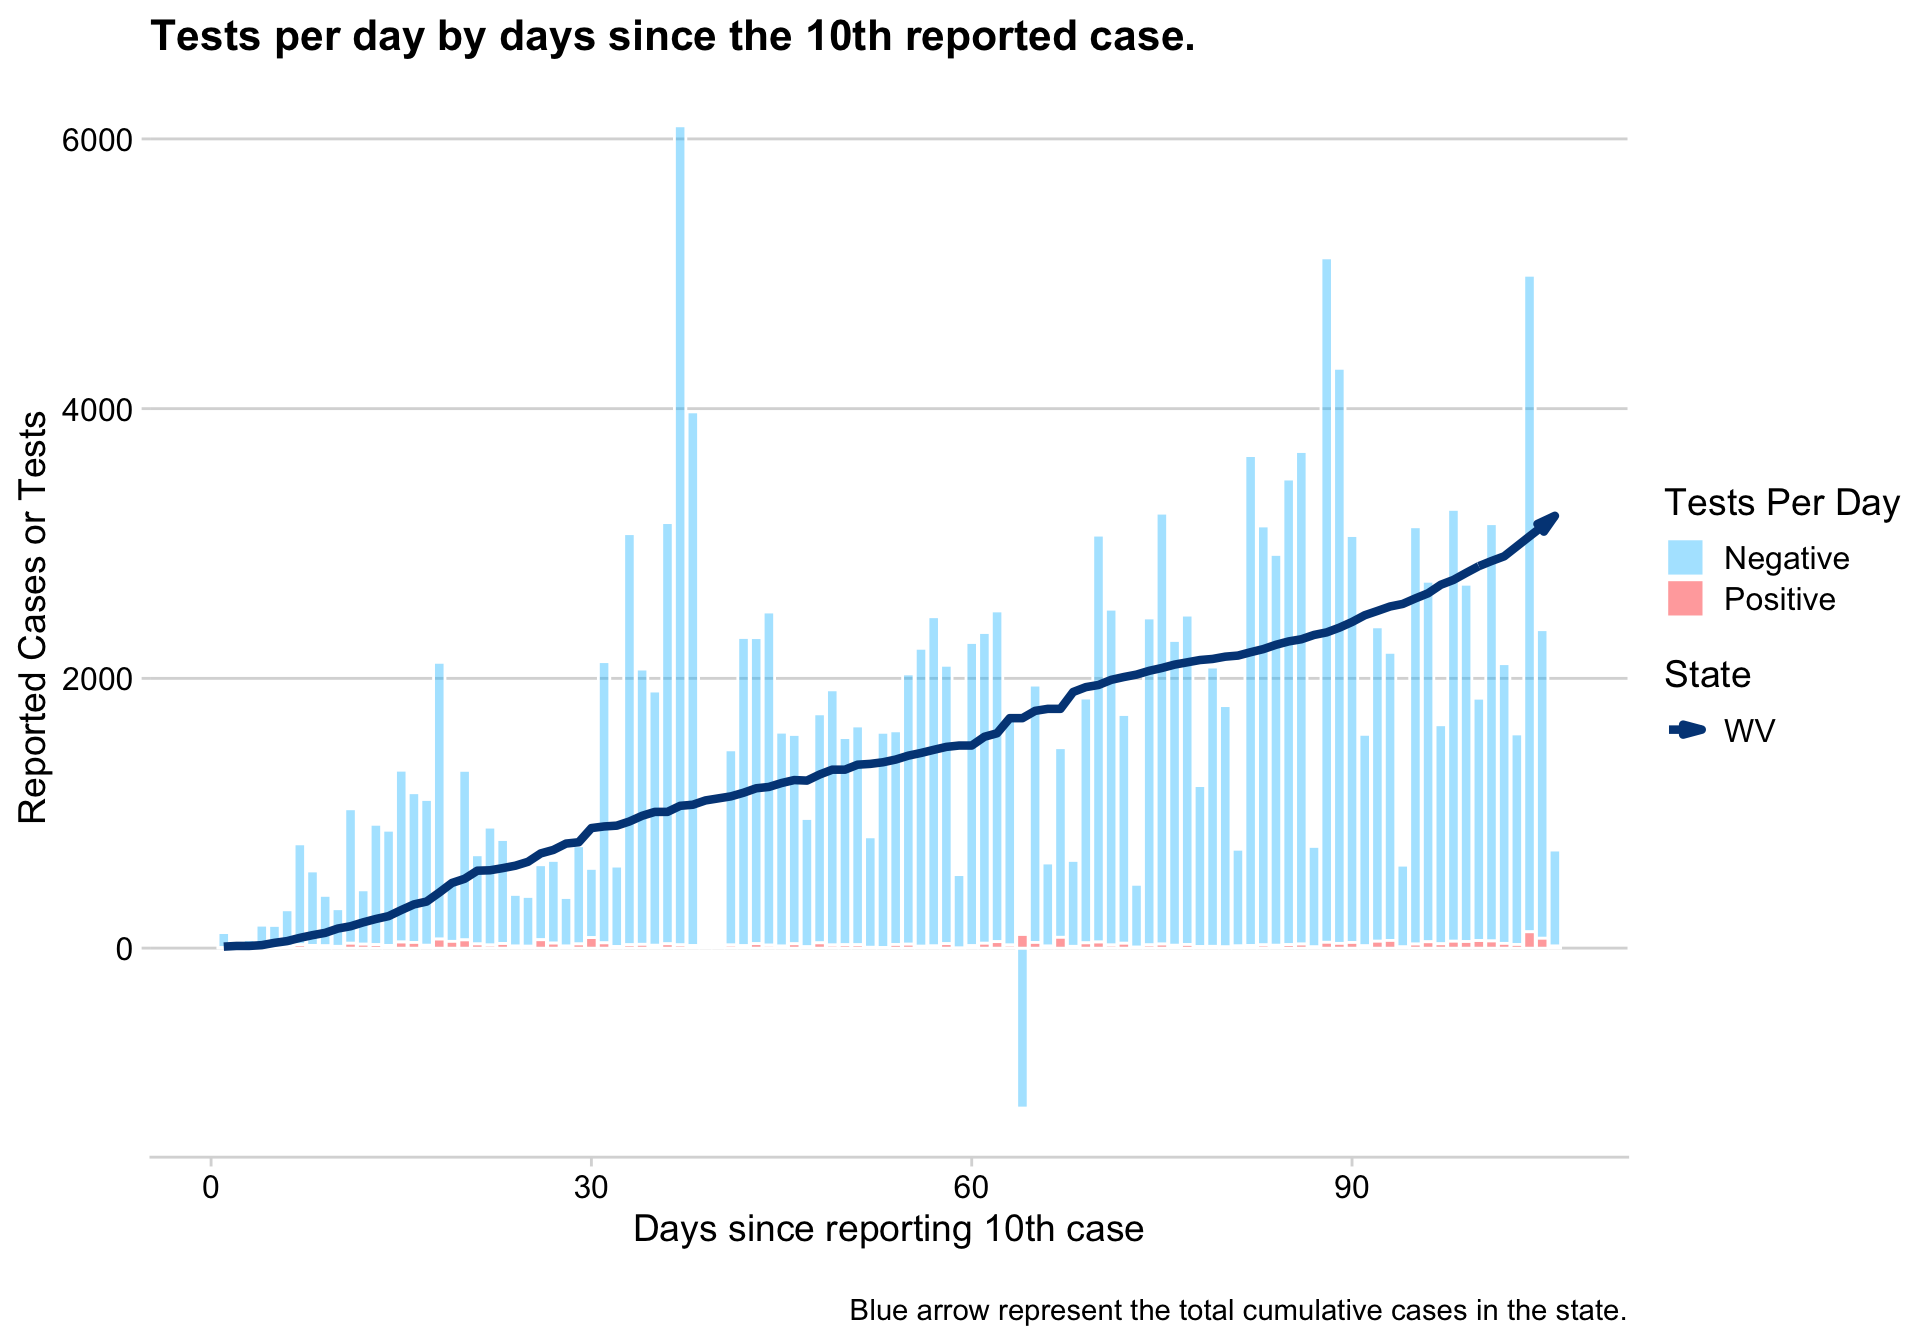 Tests per day by days since the 10th reported case.
6000
4000
2000
0
Reported Cases or Tests
0
30
60
90
Days since reporting 10th case
Tests Per Day
Negative
Positive
State
WV
Blue arrow represent the total cumulative cases in the state.